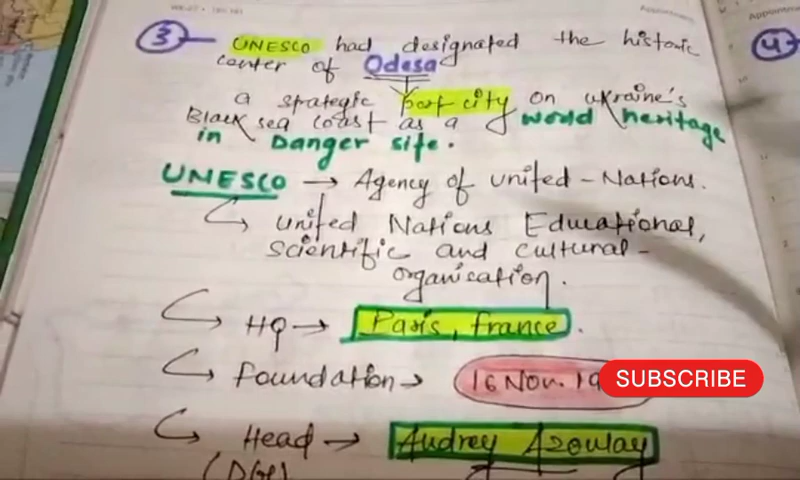 3 UNESCO had designated the historic
center of Odesa
a strategic port city on ukraine's
Black sea coast as a world heritage
in Danger site.
UNESCO → Agency of united-Nations.
united Nations Educational,
scientific and cultural-
organisation.
HQ → Paris, france.
foundation → 16 Nov. 19
SUBSCRIBE
Head → Audrey Azoulay
4